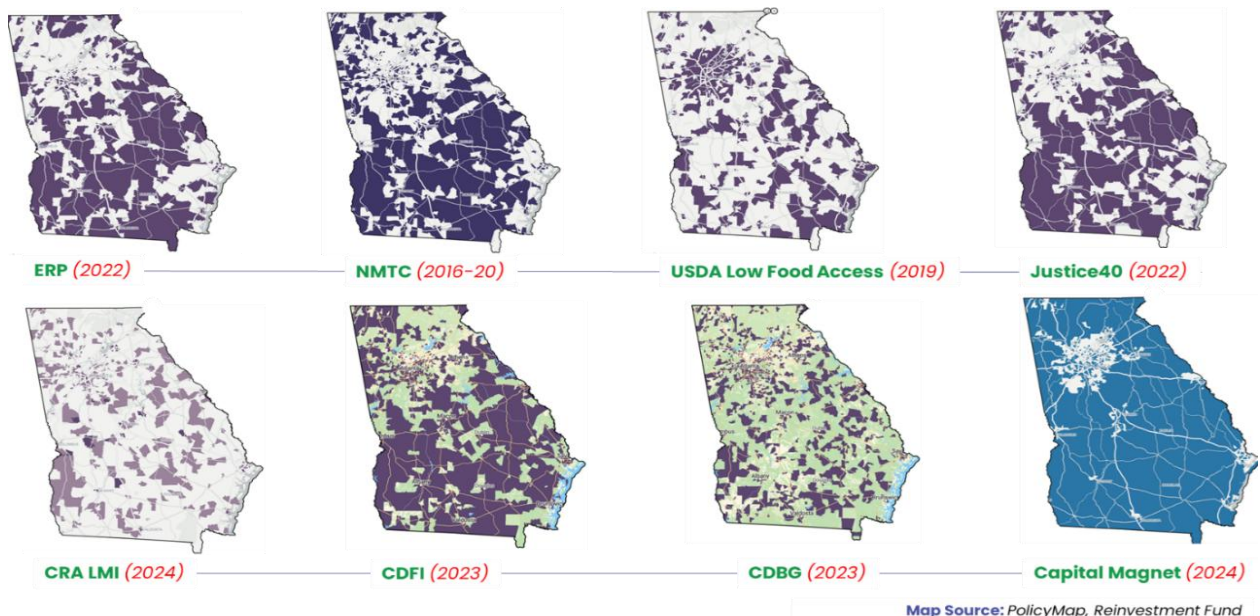 ERP (2022)
NMTC (2016-20)
USDA Low Food Access (2019)
Justice40 (2022)
CRA LMI (2024)
CDFI (2023)
CDBG (2023)
Capital Magnet (2024)
Map Source: PolicyMap, Reinvestment Fund